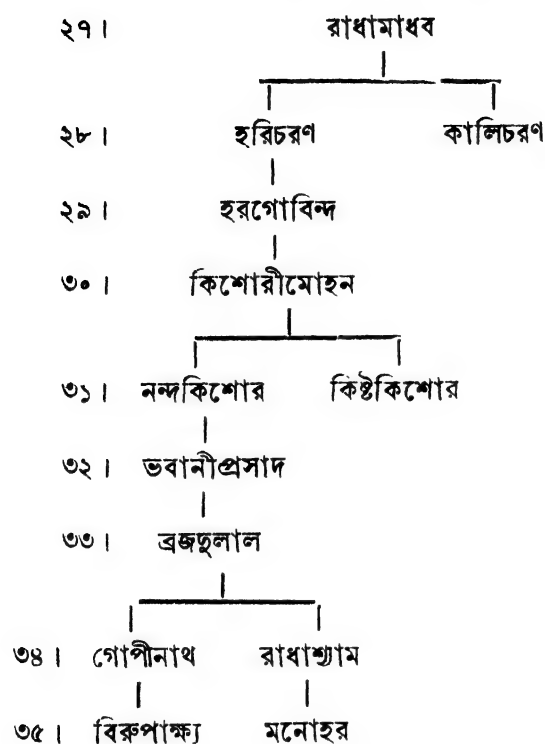 ২৭। রাধামাধব
২৮। হরিচরণ কালিচরণ
২৯। হরগোবিন্দ
৩০। কিশোরীমোহন
৩১। নন্দকিশোর কিষ্টকিশোর
৩২। ভবানীপ্রসাদ
৩৩। ব্রজদুলাল
৩৪। গোপীনাথ রাধাশ্যাম
৩৫। বিরুপাক্ষ্য মনোহর